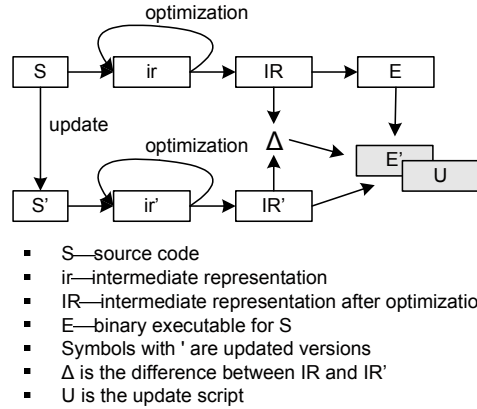 optimization
S
ir
IR
E
update
optimization
Δ
E'
U
S'
ir'
IR'
▪ S—source code
▪ ir—intermediate representation
▪ IR—intermediate representation after optimizatio
▪ E—binary executable for S
▪ Symbols with ' are updated versions
▪ Δ is the difference between IR and IR'
▪ U is the update script